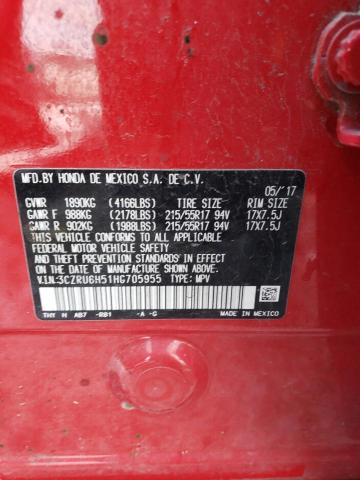 MFD.BY HONDA DE MEXICO S.A. DE C.V.
05/'17
GVWR 1890KG (4166LBS) TIRE SIZE RIM SIZE
GAWR F 988KG (2178LBS) 215/55R17 94V 17X7.5J
GAWR R 902KG (1988LBS) 215/55R17 94V 17X7.5J
THIS VEHICLE CONFORMS TO ALL APPLICABLE
FEDERAL MOTOR VEHICLE SAFETY AND THEFT
PREVENTION STANDARDS IN EFFECT ON THE DATE
OF MANUFACTURE SHOWN ABOVE.
V.I.N.:3CZRU6H51HG705955 TYPE: MPV
THY H AB7 -RB1 -A -G
MADE IN MEXICO